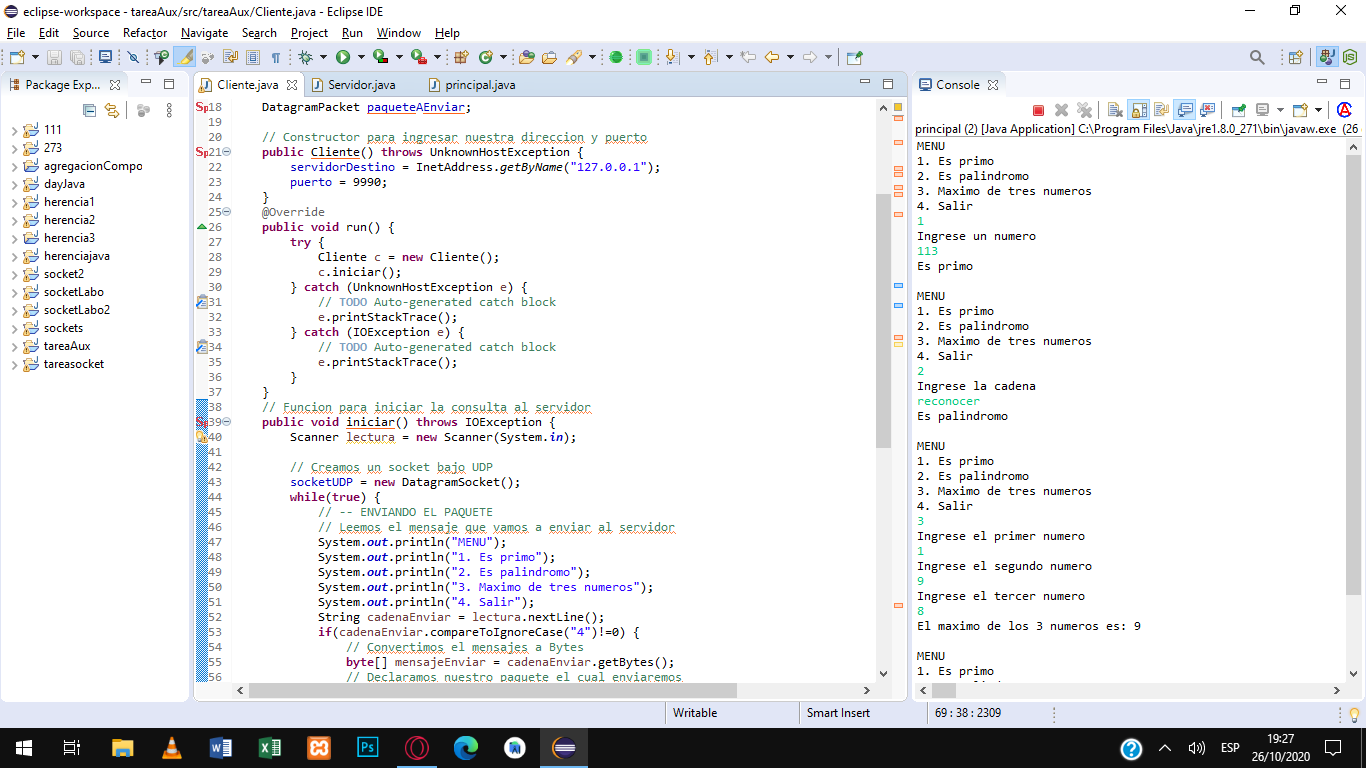 eclipse-workspace - tareaAux/src/tareaAux/Cliente.java - Eclipse IDE
File Edit Source Refactor Navigate Search Project Run Window Help
Package Exp...
111
273
agregacionCompo
dayJava
herencia1
herencia2
herencia3
herenciajava
socket2
socketLabo
socketLabo2
sockets
tareaAux
tareasocket
Cliente.java Servidor.java principal.java
18 DatagramPacket paqueteAEnviar;
19
20 // Constructor para ingresar nuestra direccion y puerto
21 public Cliente() throws UnknownHostException {
22 servidorDestino = InetAddress.getByName("127.0.0.1");
23 puerto = 9990;
24 }
25 @Override
26 public void run() {
27 try {
28 Cliente c = new Cliente();
29 c.iniciar();
30 } catch (UnknownHostException e) {
31 // TODO Auto-generated catch block
32 e.printStackTrace();
33 } catch (IOException e) {
34 // TODO Auto-generated catch block
35 e.printStackTrace();
36 }
37 }
38 // Funcion para iniciar la consulta al servidor
39 public void iniciar() throws IOException {
40 Scanner lectura = new Scanner(System.in);
41
42 // Creamos un socket bajo UDP
43 socketUDP = new DatagramSocket();
44 while(true) {
45 // -- ENVIANDO EL PAQUETE
46 // Leemos el mensaje que vamos a enviar al servidor
47 System.out.println("MENU");
48 System.out.println("1. Es primo");
49 System.out.println("2. Es palindromo");
50 System.out.println("3. Maximo de tres numeros");
51 System.out.println("4. Salir");
52 String cadenaEnviar = lectura.nextLine();
53 if(cadenaEnviar.compareToIgnoreCase("4")!=0) {
54 // Convertimos el mensajes a Bytes
55 byte[] mensajeEnviar = cadenaEnviar.getBytes();
56 // Declaramos nuestro paquete el cual enviaremos
Console
principal (2) [Java Application] C:\Program Files\Java\jre1.8.0_271\bin\javaw.exe (26
MENU
1. Es primo
2. Es palindromo
3. Maximo de tres numeros
4. Salir
1
Ingrese un numero
113
Es primo
MENU
1. Es primo
2. Es palindromo
3. Maximo de tres numeros
4. Salir
2
Ingrese la cadena
reconocer
Es palindromo
MENU
1. Es primo
2. Es palindromo
3. Maximo de tres numeros
4. Salir
3
Ingrese el primer numero
1
Ingrese el segundo numero
9
Ingrese el tercer numero
8
El maximo de los 3 numeros es: 9
MENU
1. Es primo
Writable Smart Insert 69 : 38 : 2309
ESP
19:27
26/10/2020